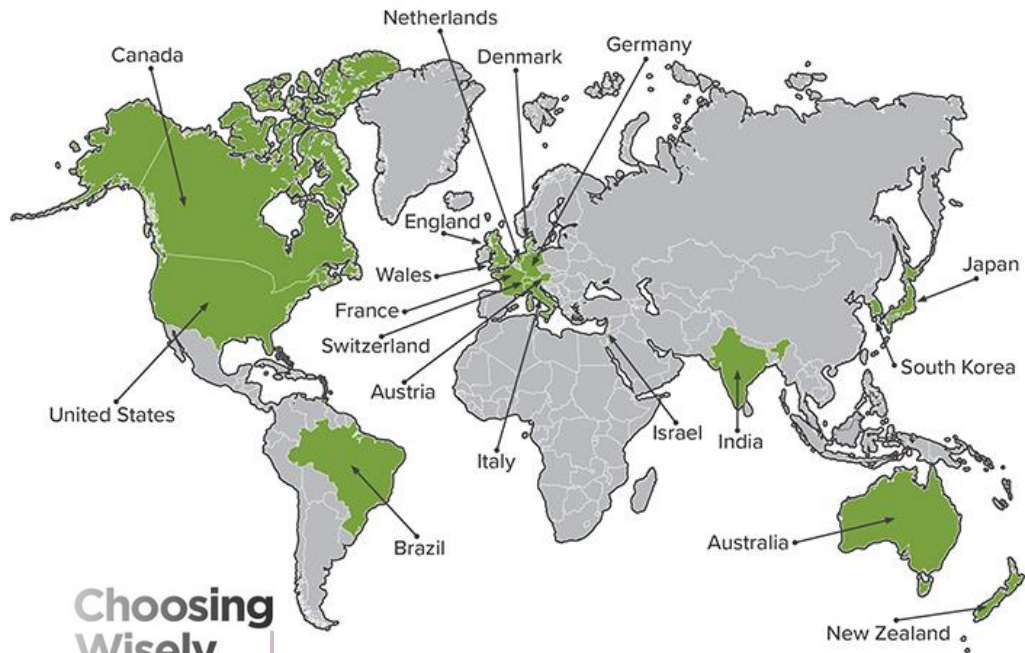 Netherlands
Canada
Denmark
Germany
England
Wales
Japan
France
Switzerland
South Korea
Austria
United States
Israel
India
Italy
Brazil
Australia
New Zealand
Choosing
Wisely